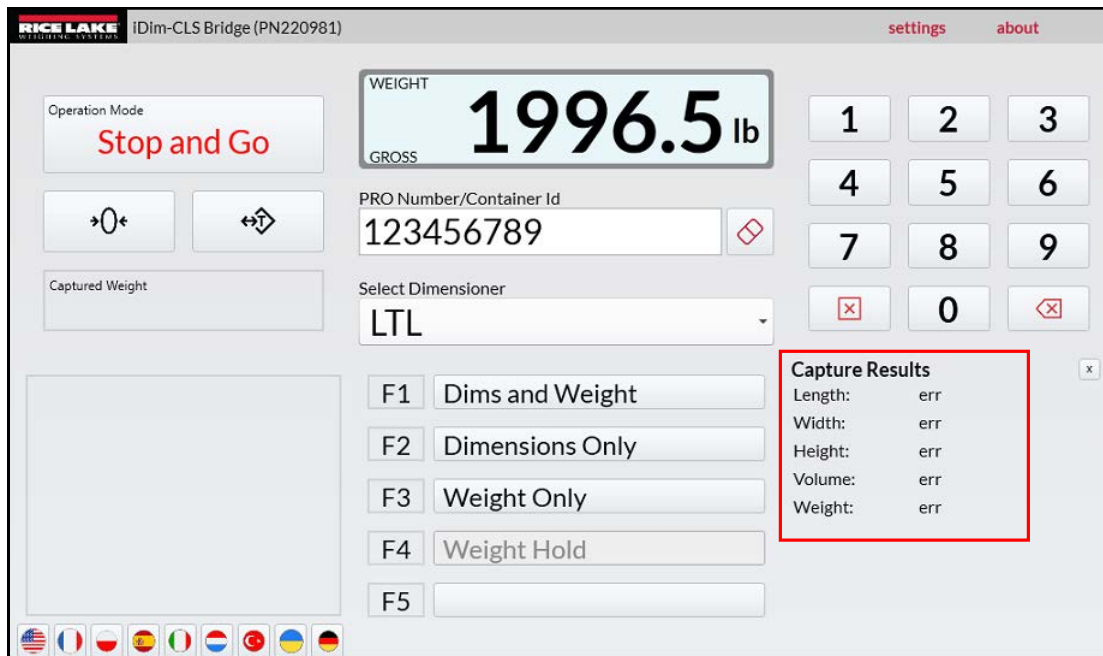 RICE LAKE
WEIGHING SYSTEMS
iDim-CLS Bridge (PN220981)
settings
about
Operation Mode
Stop and Go
WEIGHT
1996.5 lb
GROSS
→0←
↔T
PRO Number/Container Id
123456789
Captured Weight
Select Dimensioner
LTL
1 2 3
4 5 6
7 8 9
0
F1 Dims and Weight
F2 Dimensions Only
F3 Weight Only
F4 Weight Hold
F5
Capture Results
x
Length: err
Width: err
Height: err
Volume: err
Weight: err